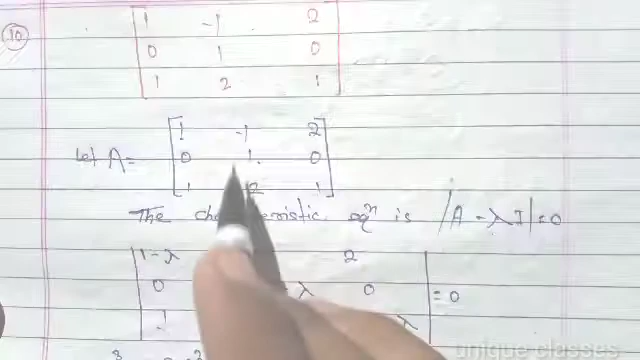 10
1 -1 2
0 1 0
1 2 1
let A = 1 -1 2
0 1 0
1 2 1
The eqn is |A - λI| = 0
1-λ 2
0 λ 0 = 0
1 λ
unique classes